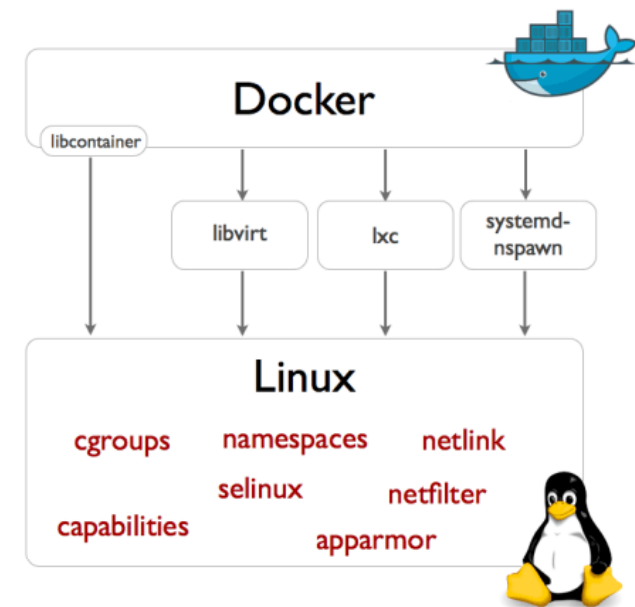 Docker
libcontainer
libvirt
lxc
systemd-
nspawn
Linux
cgroups
namespaces
netlink
selinux
netfilter
capabilities
apparmor